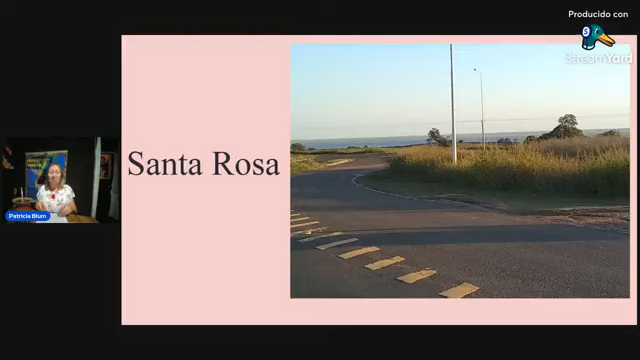 Producido con
StreamYard
Santa Rosa
Patricia Blum